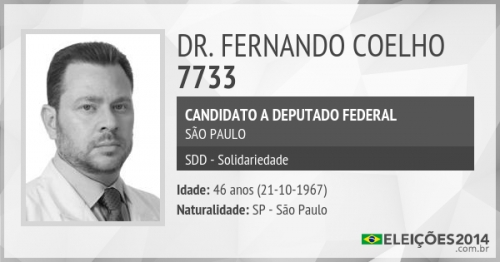 DR. FERNANDO COELHO
7733
CANDIDATO A DEPUTADO FEDERAL
SÃO PAULO
SDD - Solidariedade
Idade: 46 anos (21-10-1967)
Naturalidade: SP - São Paulo
ELEIÇÕES2014
.com.br